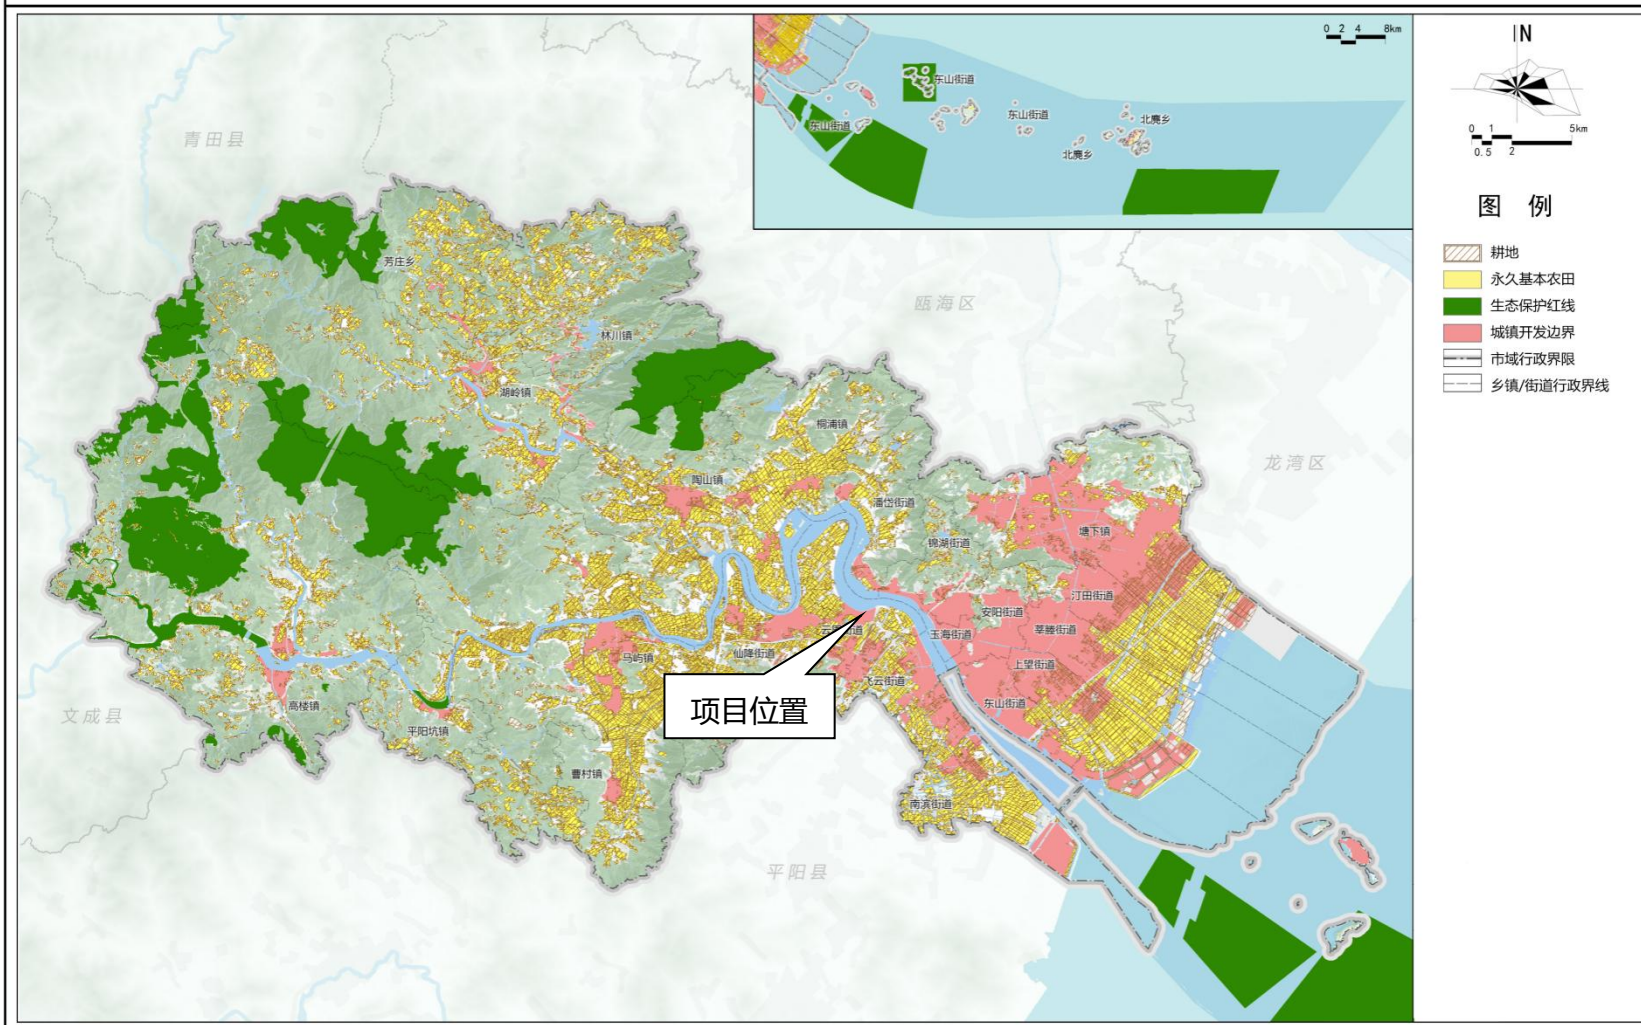 0 2 4 8km
东山街道
东山街道
北麂乡
东山街道
北麂乡
N
0 1 5km
0.5 2
图 例
耕地
永久基本农田
生态保护红线
城镇开发边界
市域行政界限
乡镇/街道行政界线
青田县
芳庄乡
瓯海区
林川镇
湖岭镇
桐浦镇
龙湾区
陶山镇
潘岱街道
塘下镇
锦湖街道
汀田街道
安阳街道
莘塍街道
玉海街道
马屿镇
仙降街道
上望街道
飞云街道
项目位置
东山街道
高楼镇
文成县
平阳坑镇
曹村镇
南滨街道
平阳县